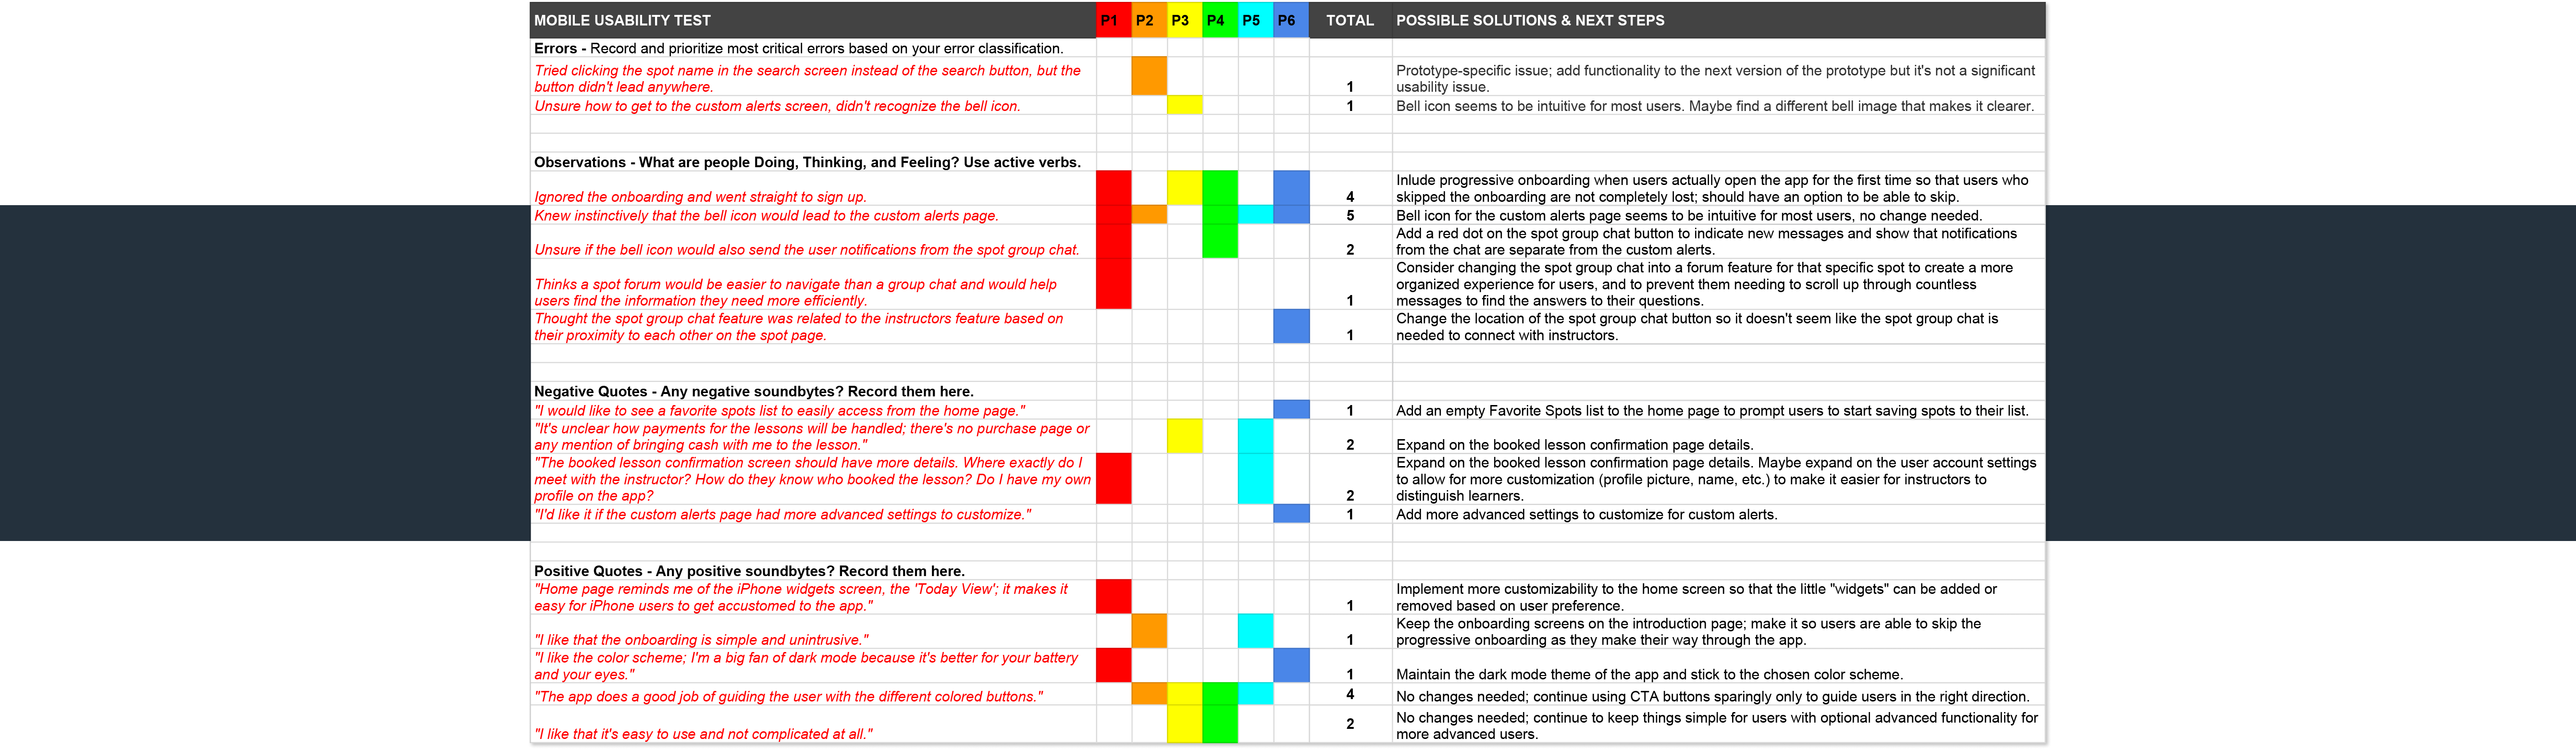 MOBILE USABILITY TEST P1 P2 P3 P4 P5 P6 TOTAL POSSIBLE SOLUTIONS & NEXT STEPS
Errors - Record and prioritize most critical errors based on your error classification.
Tried clicking the spot name in the search screen instead of the search button, but the
button didn't lead anywhere.
1
Prototype-specific issue; add functionality to the next version of the prototype but it's not a significant
usability issue.
Unsure how to get to the custom alerts screen, didn't recognize the bell icon.
1
Bell icon seems to be intuitive for most users. Maybe find a different bell image that makes it clearer.
Observations - What are people Doing, Thinking, and Feeling? Use active verbs.
Ignored the onboarding and went straight to sign up.
4
Inlude progressive onboarding when users actually open the app for the first time so that users who
skipped the onboarding are not completely lost; should have an option to be able to skip.
Knew instinctively that the bell icon would lead to the custom alerts page.
5
Bell icon for the custom alerts page seems to be intuitive for most users, no change needed.
Unsure if the bell icon would also send the user notifications from the spot group chat.
2
Add a red dot on the spot group chat button to indicate new messages and show that notifications
from the chat are separate from the custom alerts.
Thinks a spot forum would be easier to navigate than a group chat and would help
users find the information they need more efficiently.
1
Consider changing the spot group chat into a forum feature for that specific spot to create a more
organized experience for users, and to prevent them needing to scroll up through countless
messages to find the answers to their questions.
Thought the spot group chat feature was related to the instructors feature based on
their proximity to each other on the spot page.
1
Change the location of the spot group chat button so it doesn't seem like the spot group chat is
needed to connect with instructors.
Negative Quotes - Any negative soundbytes? Record them here.
"I would like to see a favorite spots list to easily access from the home page."
1
Add an empty Favorite Spots list to the home page to prompt users to start saving spots to their list.
"It's unclear how payments for the lessons will be handled; there's no purchase page or
any mention of bringing cash with me to the lesson."
2
Expand on the booked lesson confirmation page details.
"The booked lesson confirmation screen should have more details. Where exactly do I
meet with the instructor? How do they know who booked the lesson? Do I have my own
profile on the app?
2
Expand on the booked lesson confirmation page details. Maybe expand on the user account settings
to allow for more customization (profile picture, name, etc.) to make it easier for instructors to
distinguish learners.
"I'd like it if the custom alerts page had more advanced settings to customize."
1
Add more advanced settings to customize for custom alerts.
Positive Quotes - Any positive soundbytes? Record them here.
"Home page reminds me of the iPhone widgets screen, the 'Today View'; it makes it
easy for iPhone users to get accustomed to the app."
1
Implement more customizability to the home screen so that the little "widgets" can be added or
removed based on user preference.
"I like that the onboarding is simple and unintrusive."
1
Keep the onboarding screens on the introduction page; make it so users are able to skip the
progressive onboarding as they make their way through the app.
"I like the color scheme; I'm a big fan of dark mode because it's better for your battery
and your eyes."
1
Maintain the dark mode theme of the app and stick to the chosen color scheme.
"The app does a good job of guiding the user with the different colored buttons."
4
No changes needed; continue using CTA buttons sparingly only to guide users in the right direction.
"I like that it's easy to use and not complicated at all."
2
No changes needed; continue to keep things simple for users with optional advanced functionality for
more advanced users.